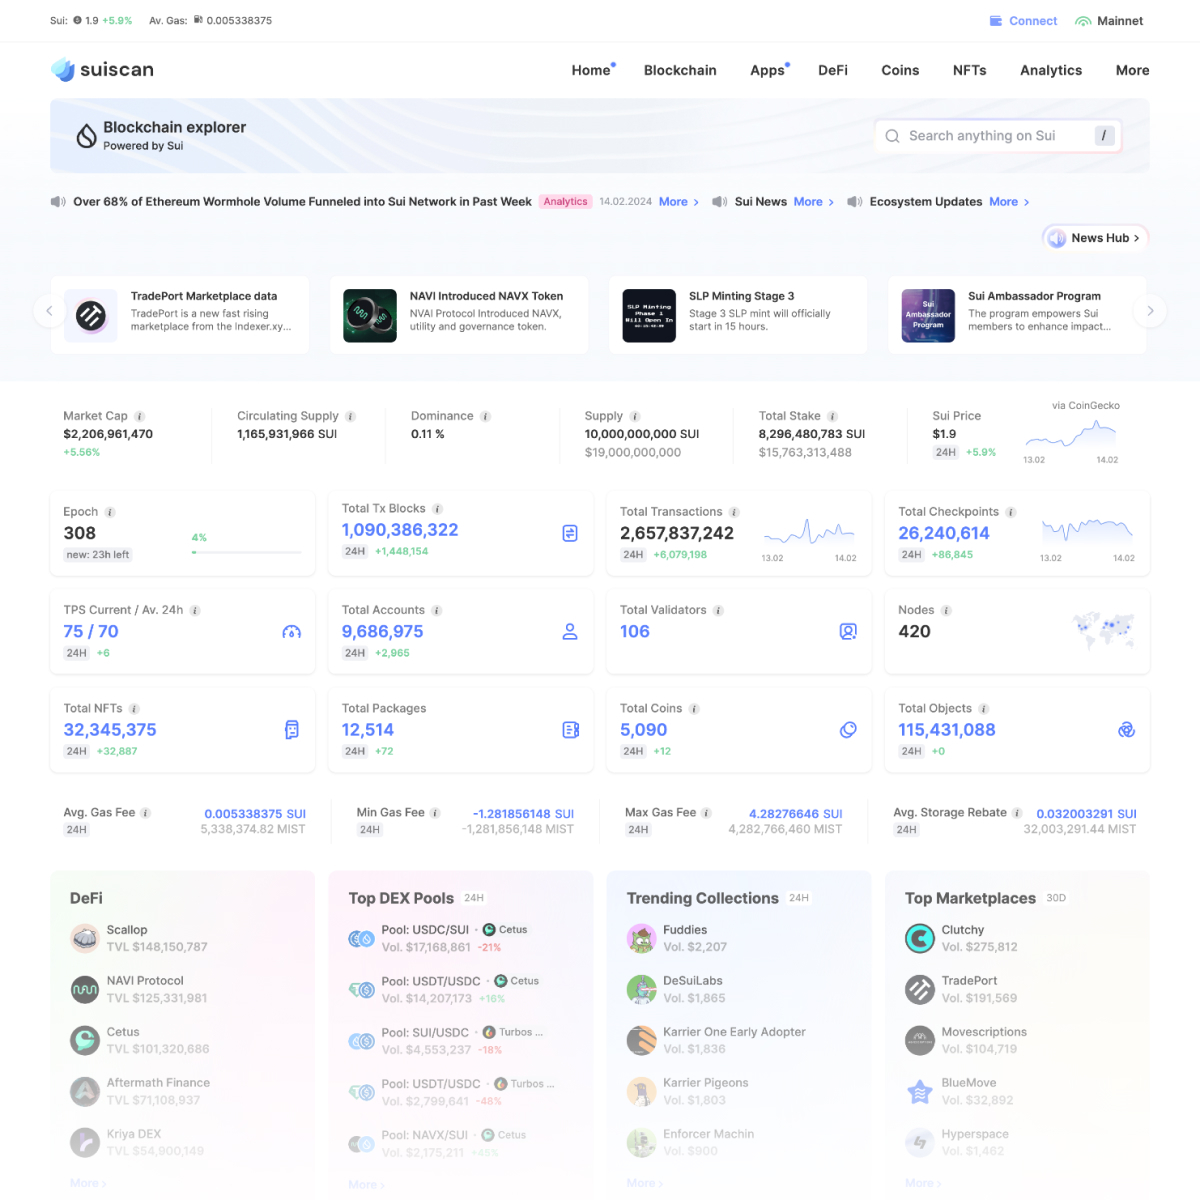 Sui: 1.9 +5.9% Av. Gas: 0.005338375
Connect Mainnet
suiscan
Home Blockchain Apps DeFi Coins NFTs Analytics More
Blockchain explorer
Powered by Sui
Search anything on Sui /
Over 68% of Ethereum Wormhole Volume Funneled into Sui Network in Past Week Analytics 14.02.2024 More > Sui News More > Ecosystem Updates More >
News Hub >
TradePort Marketplace data
TradePort is a new fast rising
marketplace from the Indexer.xy...
NAVI Introduced NAVX Token
NVAI Protocol Introduced NAVX,
utility and governance token.
SLP Minting
Phase 1
Will Open In
SLP Minting Stage 3
Stage 3 SLP mint will officially
start in 15 hours.
Sui
Ambassador
Program
Sui Ambassador Program
The program empowers Sui
members to enhance impact...
Market Cap i
$2,206,961,470
+5.56%
Circulating Supply i
1,165,931,966 SUI
Dominance i
0.11 %
Supply i
10,000,000,000 SUI
$19,000,000,000
Total Stake i
8,296,480,783 SUI
$15,763,313,488
Sui Price
$1.9
24H +5.9%
via CoinGecko
13.02 14.02
Epoch i
308
new: 23h left
4%
Total Tx Blocks i
1,090,386,322
24H +1,448,154
Total Transactions i
2,657,837,242
24H +6,079,198
13.02 14.02
Total Checkpoints i
26,240,614
24H +86,845
13.02 14.02
TPS Current / Av. 24h i
75 / 70
24H +6
Total Accounts i
9,686,975
24H +2,965
Total Validators i
106
Nodes i
420
Total NFTs i
32,345,375
24H +32,887
Total Packages
12,514
24H +72
Total Coins i
5,090
24H +12
Total Objects i
115,431,088
24H +0
Avg. Gas Fee i
24H
0.005338375 SUI
5,338,374.82 MIST
Min Gas Fee i
24H
-1.281856148 SUI
-1,281,856,148 MIST
Max Gas Fee i
24H
4.28276646 SUI
4,282,766,460 MIST
Avg. Storage Rebate i
24H
0.032003291 SUI
32,003,291.44 MIST
DeFi
Scallop
TVL $148,150,787
NAVI Protocol
TVL $125,331,981
Cetus
TVL $101,320,686
Aftermath Finance
TVL $71,108,937
Kriya DEX
TVL $54,900,149
More >
Top DEX Pools 24H
Pool: USDC/SUI · Cetus
Vol. $17,168,861 -21%
Pool: USDT/USDC · Cetus
Vol. $14,207,173 +16%
Pool: SUI/USDC · Turbos ...
Vol. $4,553,237 -18%
Pool: USDT/USDC · Turbos ...
Vol. $2,799,641 -48%
Pool: NAVX/SUI · Cetus
Vol. $2,175,211 +45%
More >
Trending Collections 24H
Fuddies
Vol. $2,207
DeSuiLabs
Vol. $1,865
Karrier One Early Adopter
Vol. $1,836
Karrier Pigeons
Vol. $1,803
Enforcer Machin
Vol. $900
More >
Top Marketplaces 30D
Clutchy
Vol. $275,812
TradePort
Vol. $191,569
Movescriptions
Vol. $104,719
BlueMove
Vol. $32,892
Hyperspace
Vol. $1,462
More >